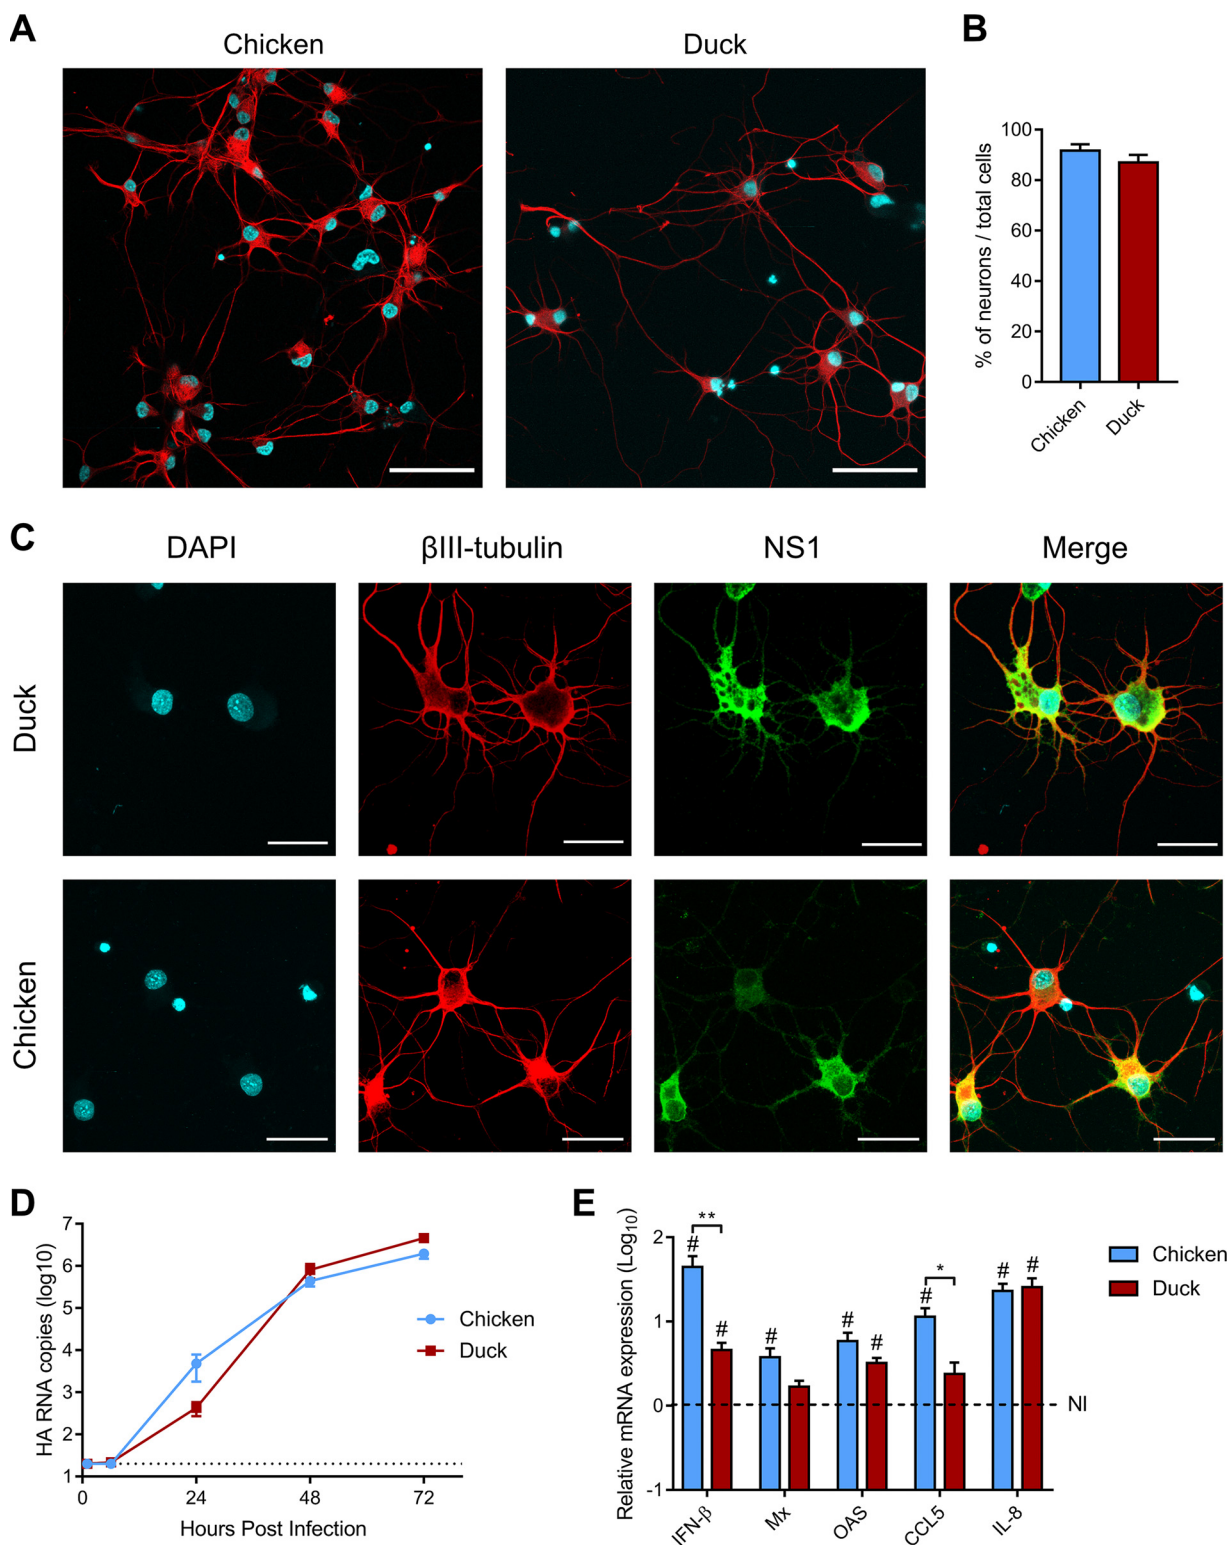 A
Chicken
Duck
B
% of neurons / total cells
100
80
60
40
20
0
Chicken
Duck
C
DAPI
βIII-tubulin
NS1
Merge
Duck
Chicken
D
HA RNA copies (log10)
7
6
5
4
3
2
1
0
24
48
72
Hours Post Infection
Chicken
Duck
E
Relative mRNA expression (Log10)
2
1
0
-1
**
*
#
#
#
#
#
#
#
#
NI
IFN-β
Mx
OAS
CCL5
IL-8
Chicken
Duck